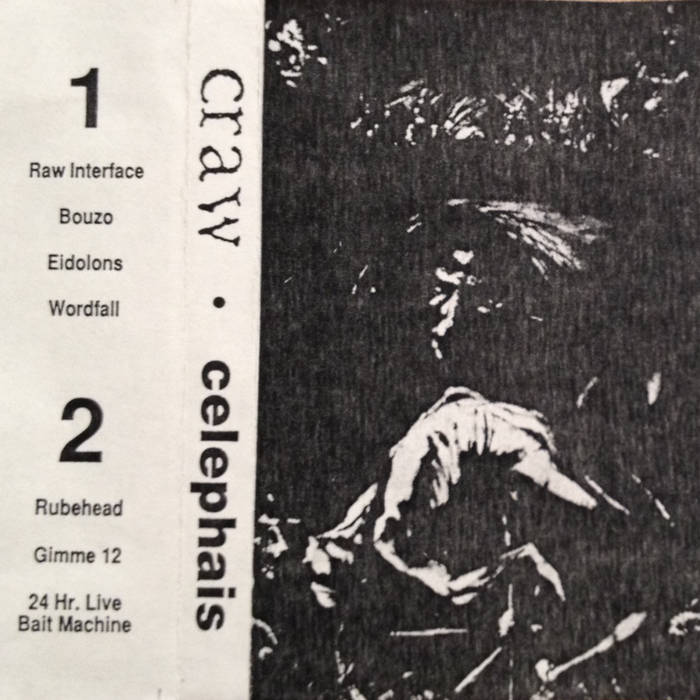 1
Raw Interface
Bouzo
Eidolons
Wordfall
2
Rubehead
Gimme 12
24 Hr. Live
Bait Machine
craw • celephais